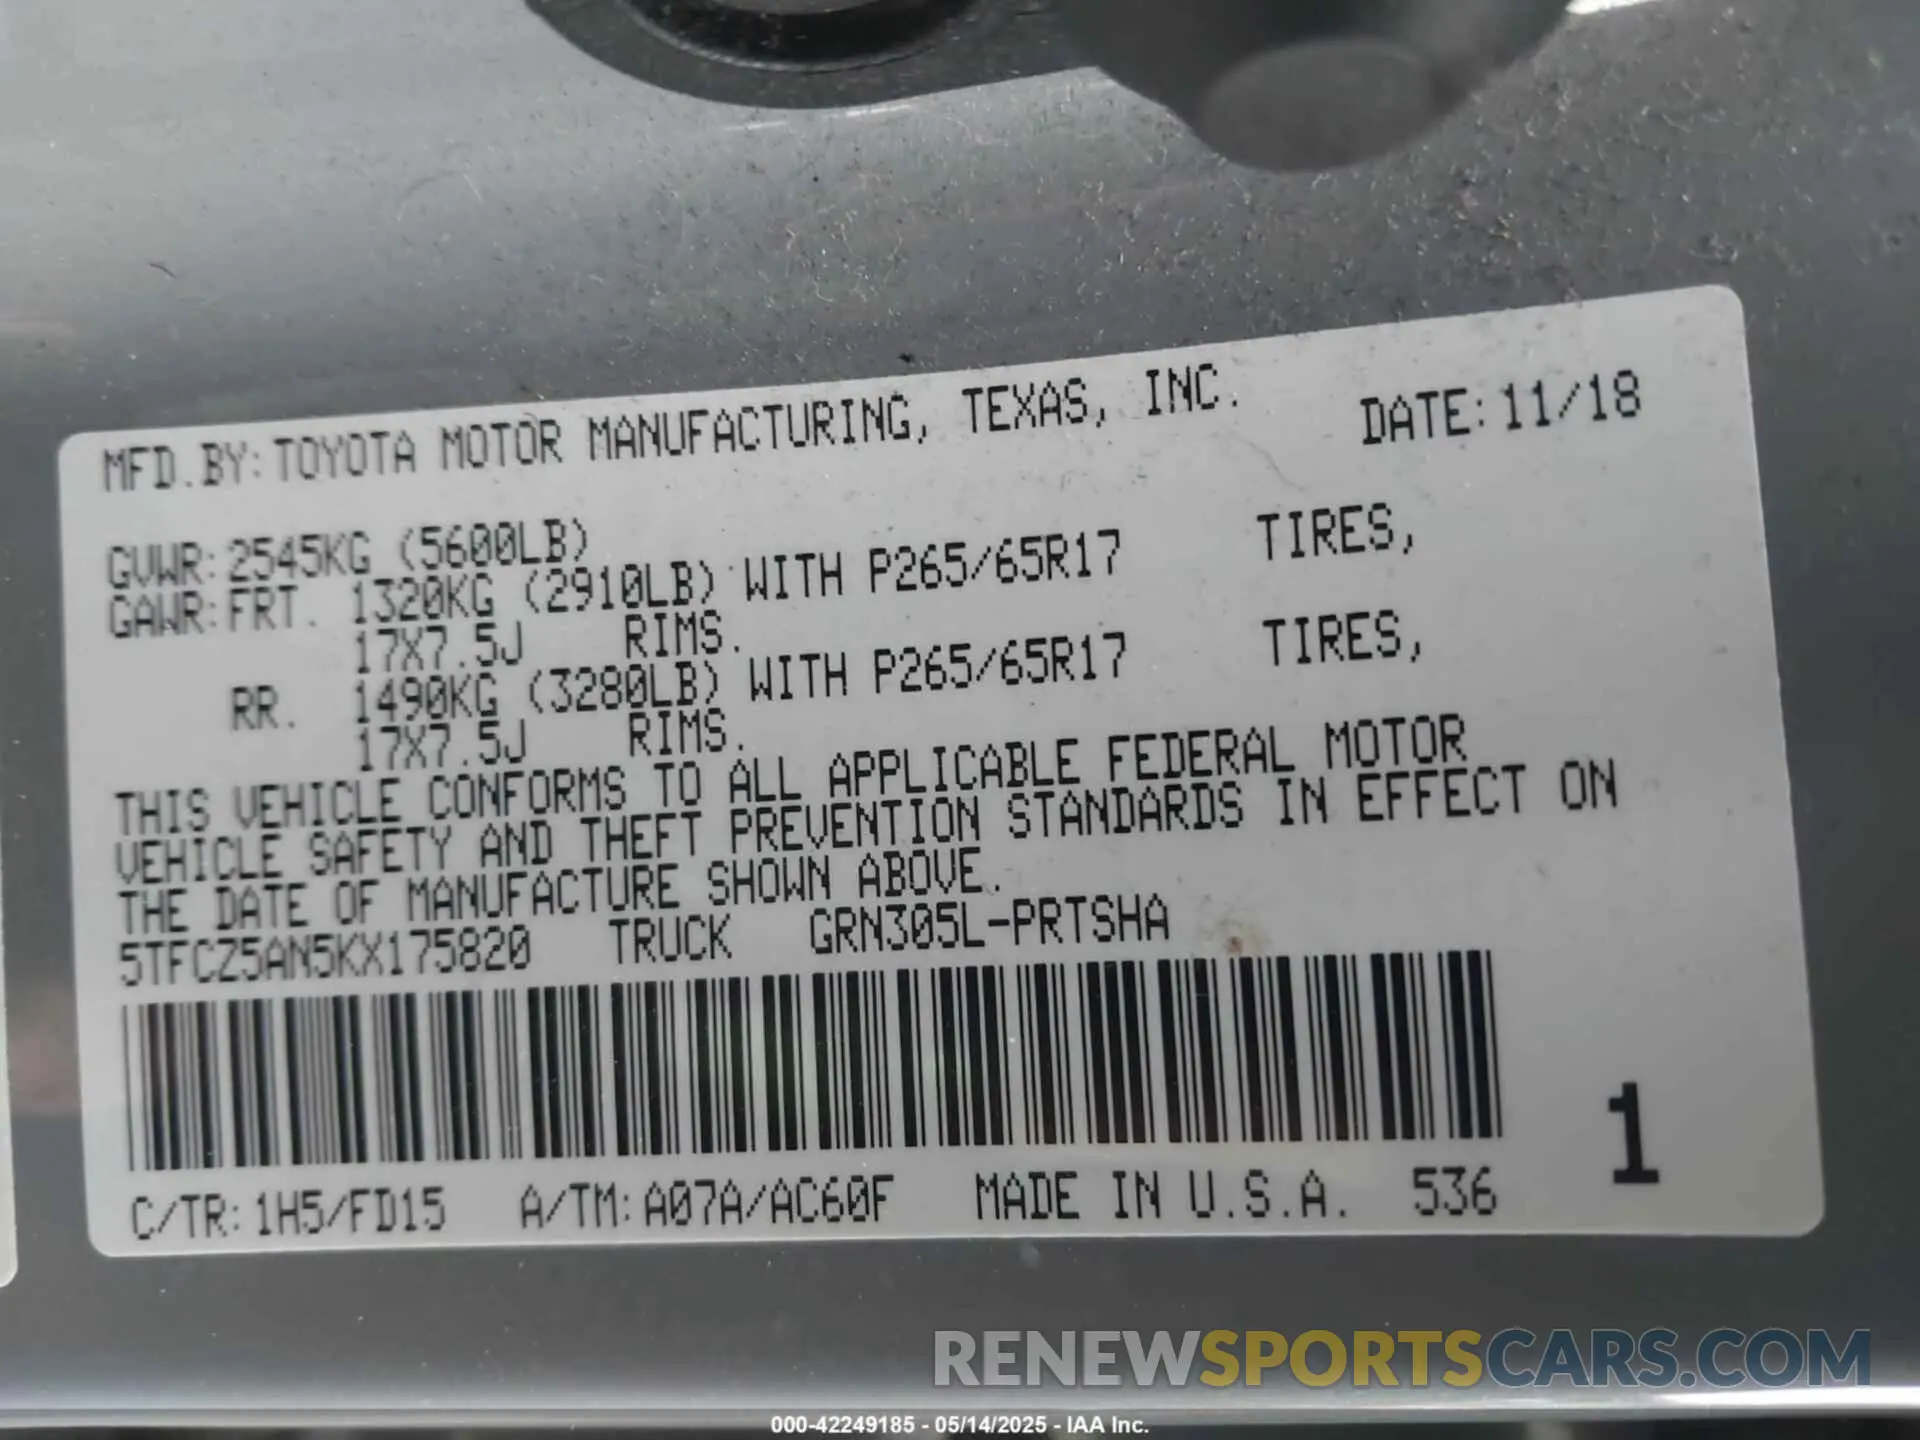 MFD.BY:TOYOTA MOTOR MANUFACTURING, TEXAS, INC. DATE:11/18
GVWR:2545KG (5600LB)
GAWR:FRT. 1320KG (2910LB) WITH P265/65R17 TIRES,
17X7.5J RIMS.
RR. 1490KG (3280LB) WITH P265/65R17 TIRES,
17X7.5J RIMS.
THIS VEHICLE CONFORMS TO ALL APPLICABLE FEDERAL MOTOR
VEHICLE SAFETY AND THEFT PREVENTION STANDARDS IN EFFECT ON
THE DATE OF MANUFACTURE SHOWN ABOVE.
5TFCZ5AN5KX175820 TRUCK GRN305L-PRTSHA
1
C/TR:1H5/FD15 A/TM:A07A/AC60F MADE IN U.S.A. 536
RENEWSPORTSCARS.COM
000-42249185 - 05/14/2025 - IAA Inc.